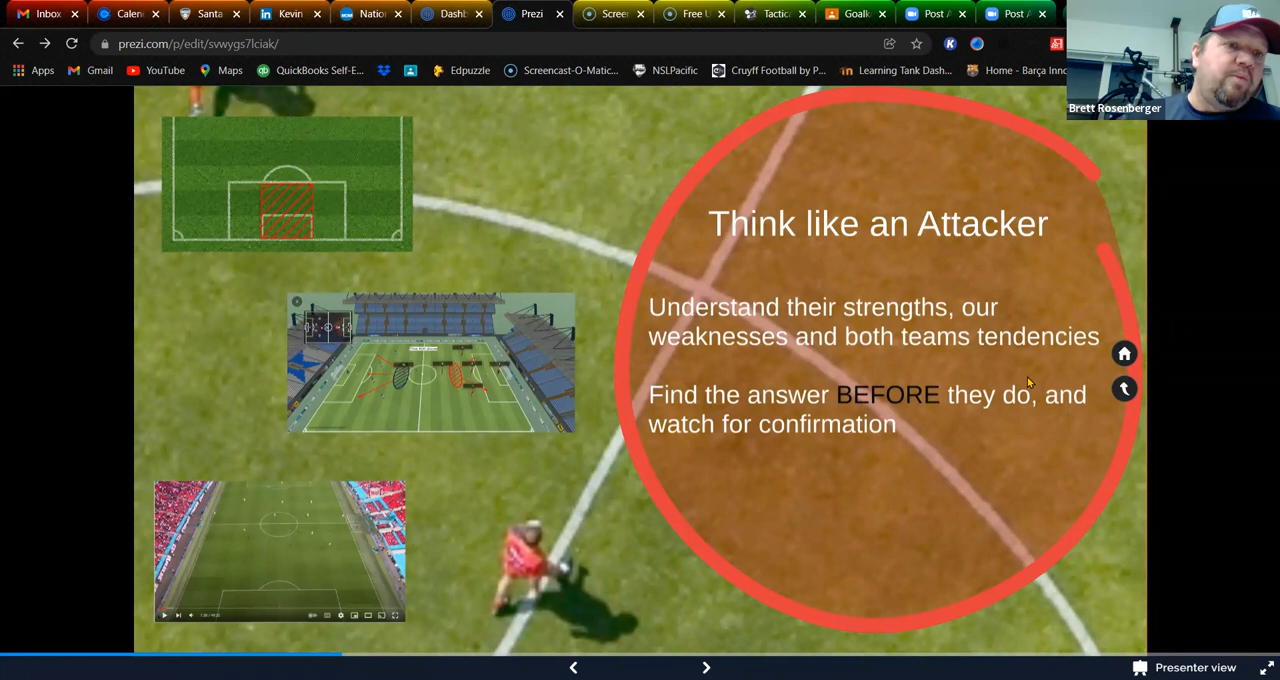 Inbox
Calen
Santa
Kevin
Natio
Dashb
Prezi
Scree
Free U
Tactica
Goalk
Post A
Post A
prezi.com/p/edit/svwygs7lciak/
Apps
Gmail
YouTube
Maps
QuickBooks Self-E...
Edpuzzle
Screencast-O-Matic...
NSLPacific
Cruyff Football by P...
Learning Tank Dash...
Home - Barça Inno
Brett Rosenberger
Think like an Attacker
Understand their strengths, our
weaknesses and both teams tendencies
Find the answer BEFORE they do, and
watch for confirmation
Presenter view